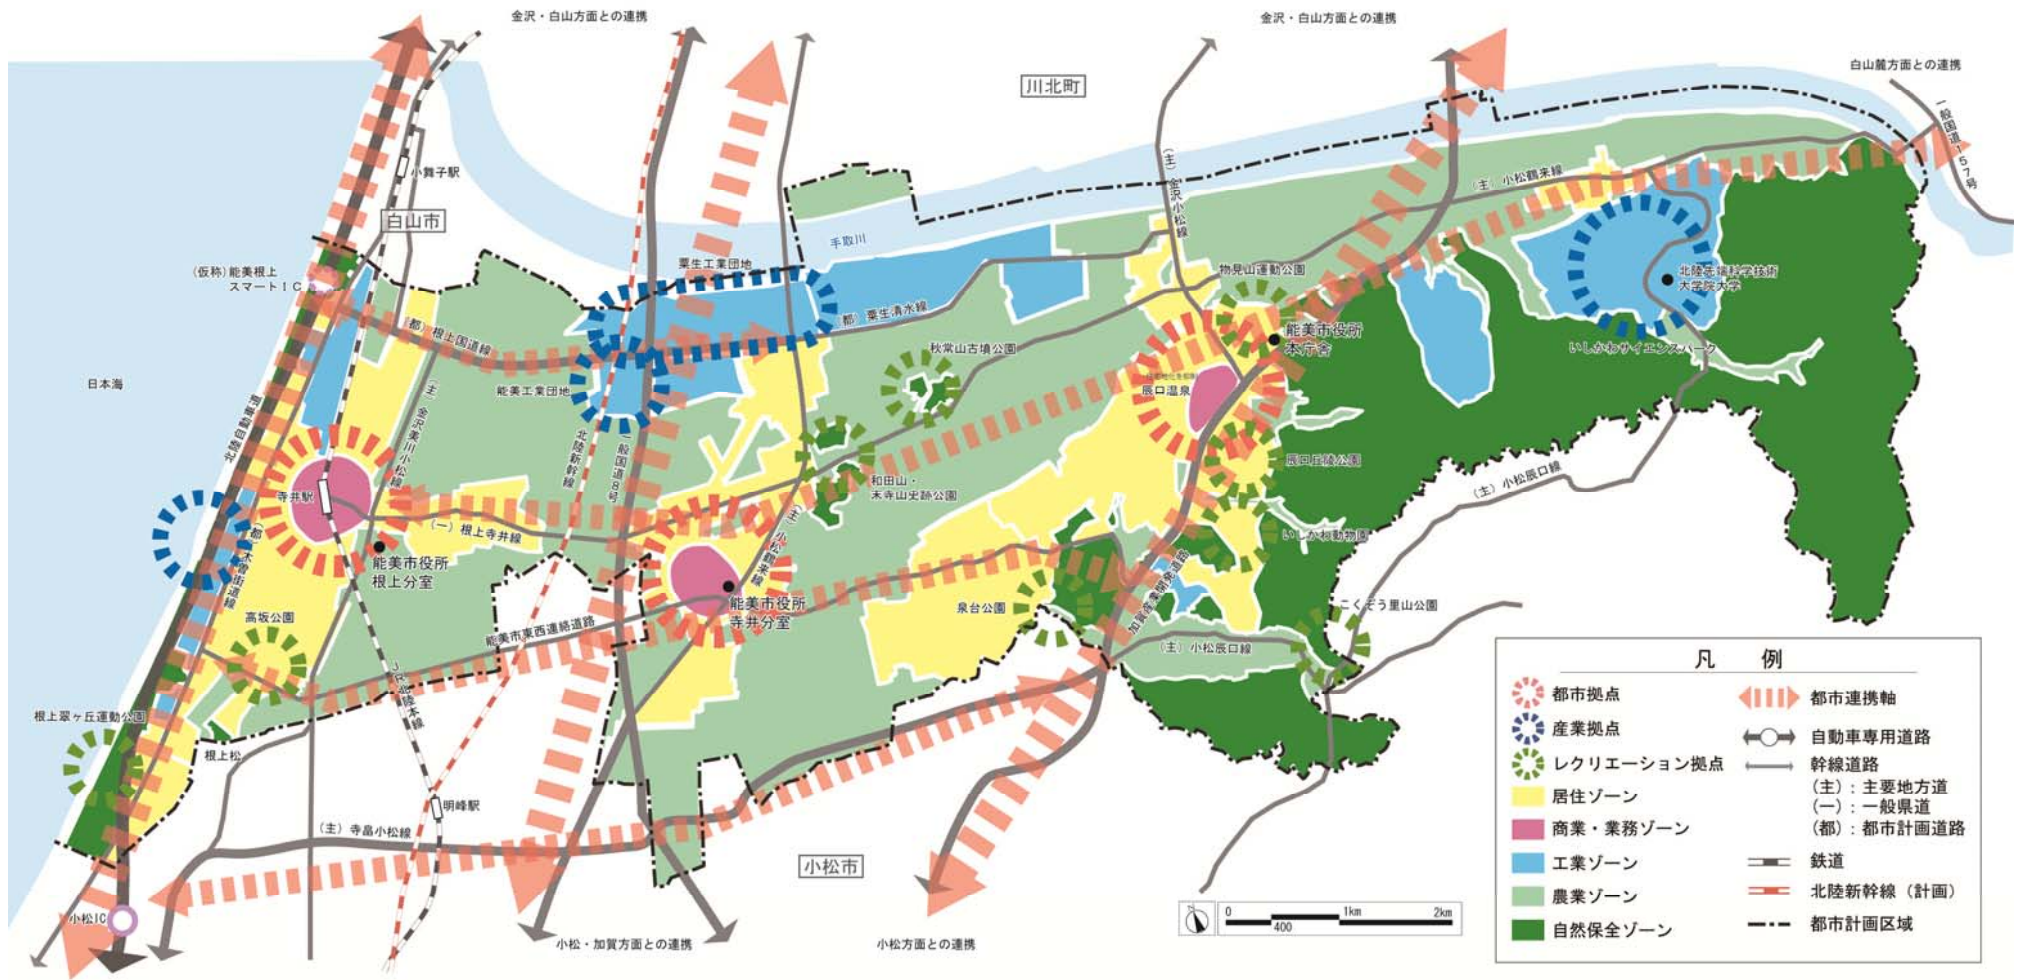 金沢・白山方面との連携
金沢・白山方面との連携
白山麓方面との連携
川北町
一般国道157号
小舞子駅
白山市
(主)金沢小松線
(主)小松鶴来線
手取川
(仮称)能美根上
スマートIC
粟生工業団地
物見山運動公園
北陸先端科学技術
大学院大学
(都)根上国道線
(都)粟生清水線
能美市役所
本庁舎
秋常山古墳公園
いしかわサイエンスパーク
日本海
能美工業団地
辰口温泉
北陸自動車道
(主)金沢美川小松線
北陸新幹線
一般国道8号
辰口丘陵公園
(主)小松辰口線
寺井駅
和田山・
末寺山史跡公園
(一)根上寺井線
(主)小松鶴来線
いしかわ動物園
(都)木曽街道線
能美市役所
根上分室
能美市役所
寺井分室
加賀産業開発道路
泉台公園
こくぞう里山公園
高坂公園
能美市東西連絡道路
(主)小松辰口線
JR北陸本線
根上翠ヶ丘運動公園
根上松
明峰駅
(主)寺畠小松線
小松市
小松IC
小松・加賀方面との連携
小松方面との連携
0
1km
2km
400
凡 例
都市拠点
産業拠点
レクリエーション拠点
居住ゾーン
商業・業務ゾーン
工業ゾーン
農業ゾーン
自然保全ゾーン
都市連携軸
自動車専用道路
幹線道路
(主):主要地方道
(一):一般県道
(都):都市計画道路
鉄道
北陸新幹線(計画)
都市計画区域